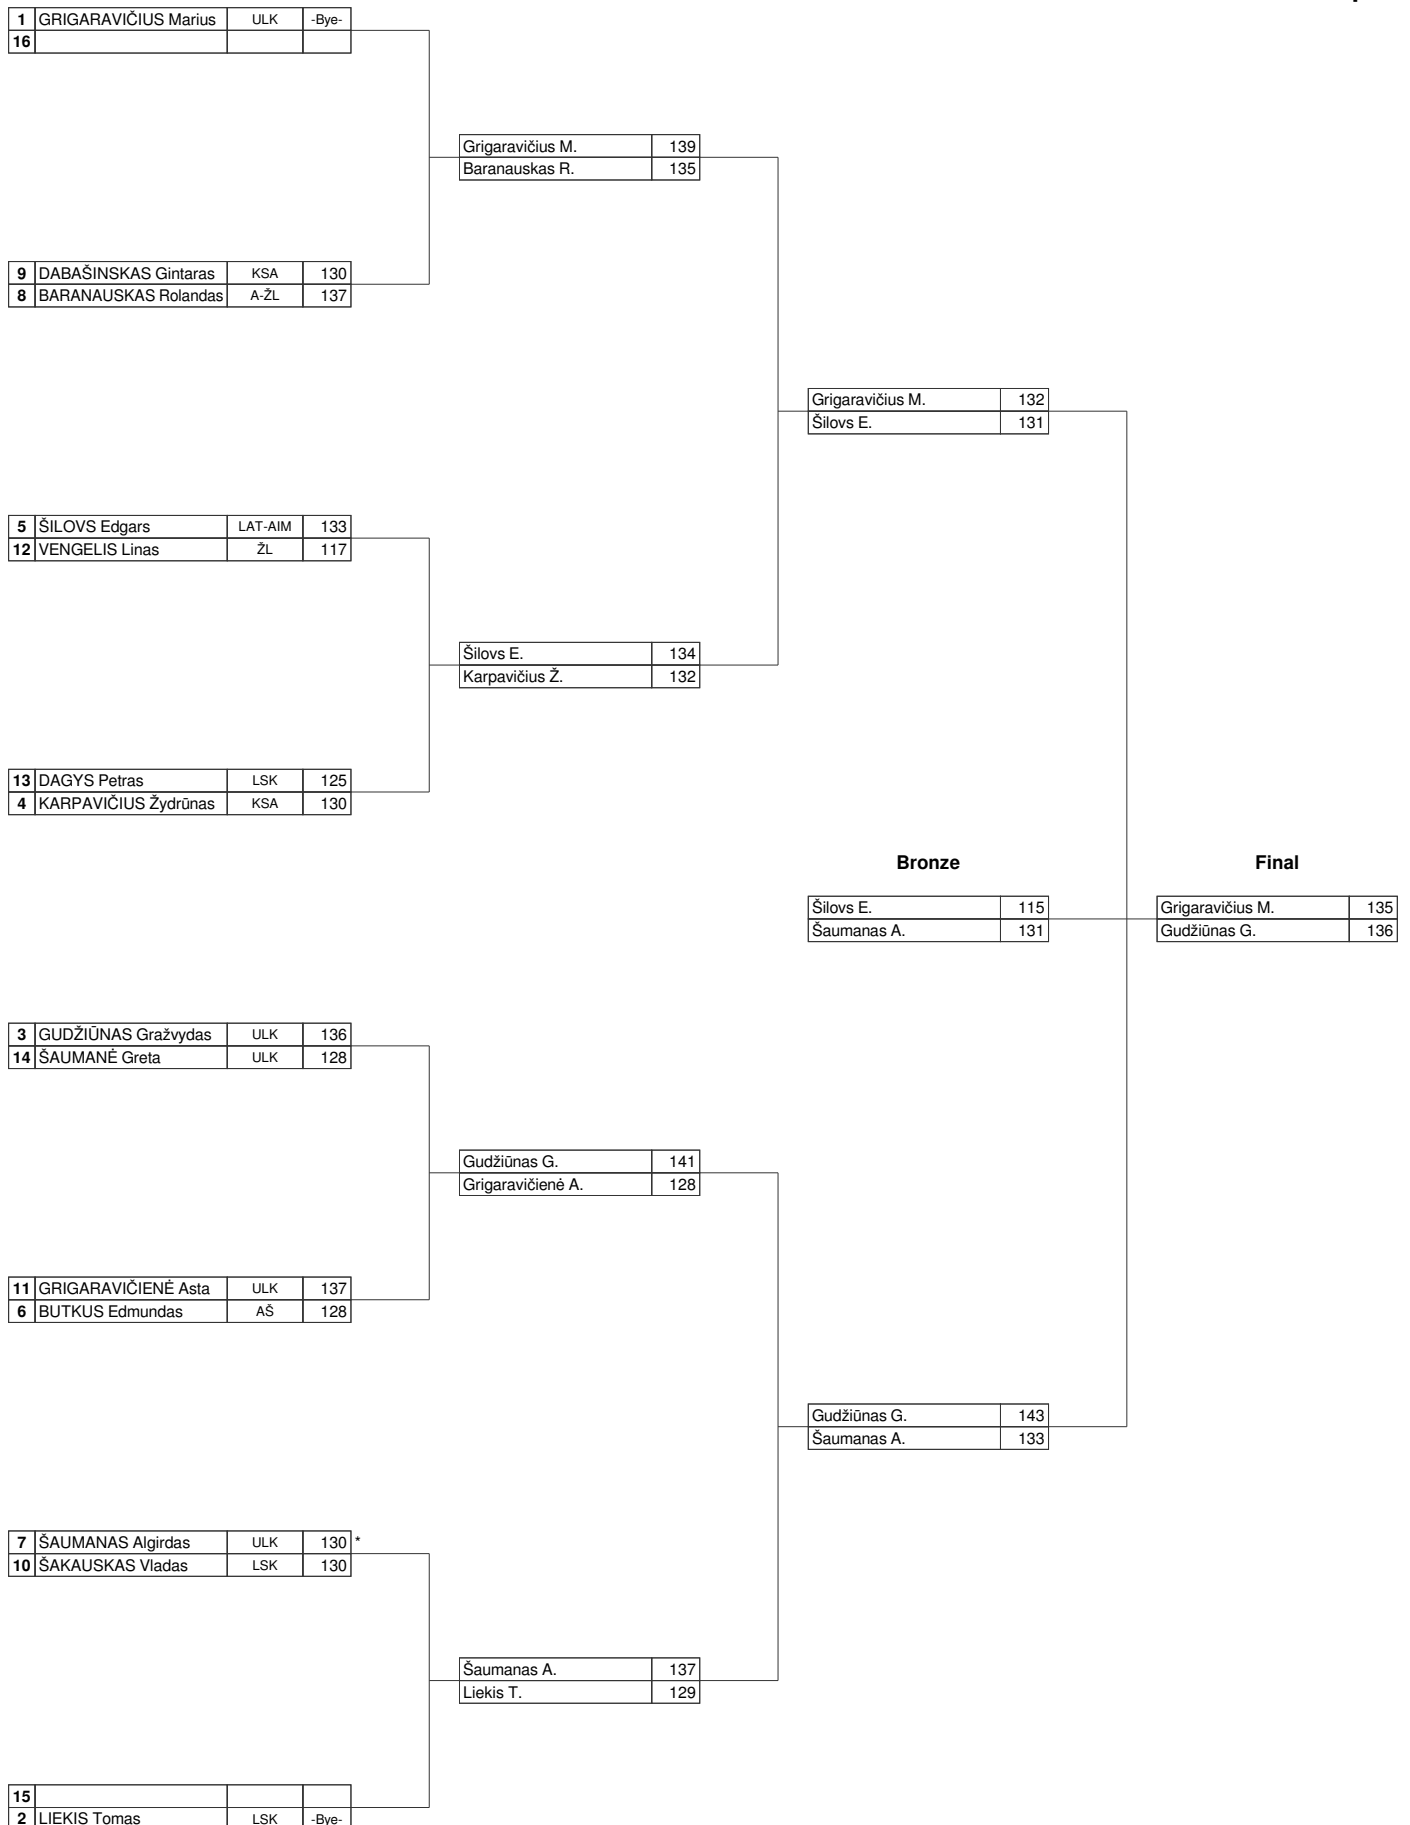 1 GRIGARAVIČIUS Marius ULK -Bye-
16
Grigaravičius M. 139
Baranauskas R. 135
9 DABAŠINSKAS Gintaras KSA 130
8 BARANAUSKAS Rolandas A-ŽL 137
Grigaravičius M. 132
Šilovs E. 131
5 ŠILOVS Edgars LAT-AIM 133
12 VENGELIS Linas ŽL 117
Šilovs E. 134
Karpavičius Ž. 132
13 DAGYS Petras LSK 125
4 KARPAVIČIUS Žydrūnas KSA 130
Bronze Final
Šilovs E. 115 Grigaravičius M. 135
Šaumanas A. 131 Gudžiūnas G. 136
3 GUDŽIŪNAS Gražvydas ULK 136
14 ŠAUMANĖ Greta ULK 128
Gudžiūnas G. 141
Grigaravičienė A. 128
11 GRIGARAVIČIENĖ Asta ULK 137
6 BUTKUS Edmundas AŠ 128
Gudžiūnas G. 143
Šaumanas A. 133
7 ŠAUMANAS Algirdas ULK 130 *
10 ŠAKAUSKAS Vladas LSK 130
Šaumanas A. 137
Liekis T. 129
15
2 LIEKIS Tomas LSK -Bye-